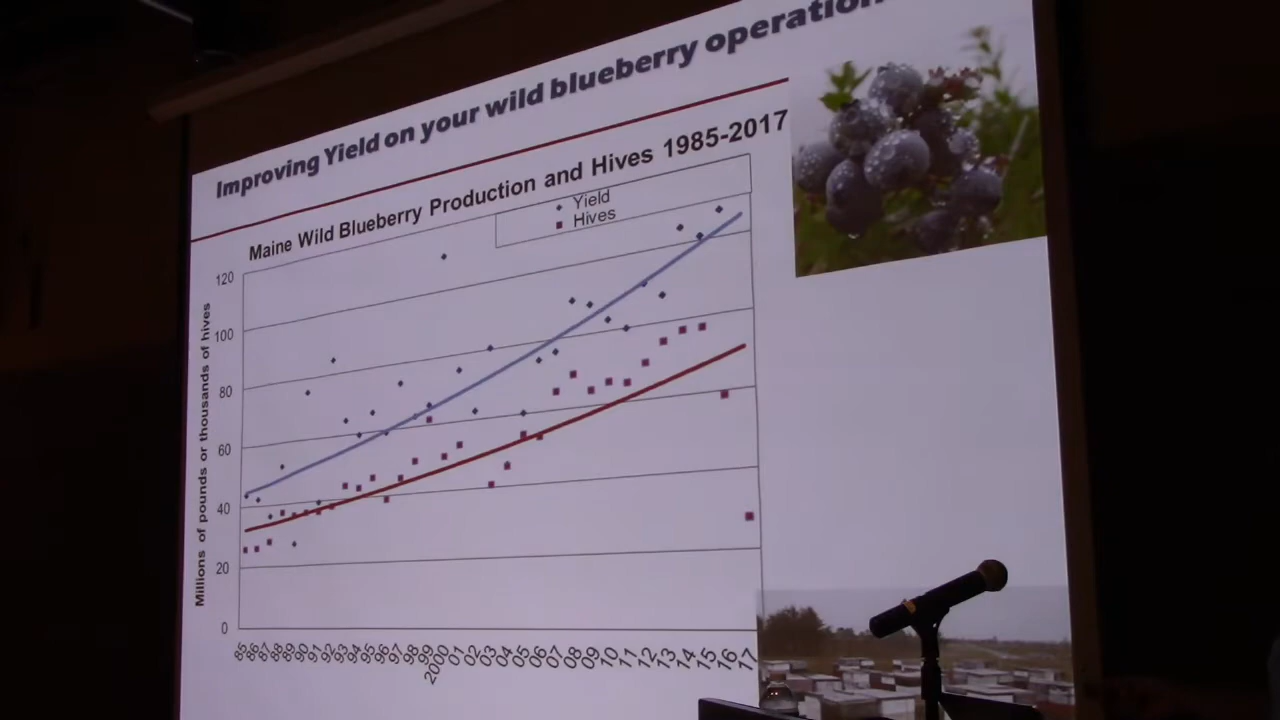 Improving Yield on your wild blueberry operation
Maine Wild Blueberry Production and Hives 1985-2017
Yield
Hives
Millions of pounds or thousands of hives
120
100
80
60
40
20
0
85 86 87 88 89 90 91 92 93 94 95 96 97 98 99 2000 01 02 03 04 05 06 07 08 09 10 11 12 13 14 15 16 17